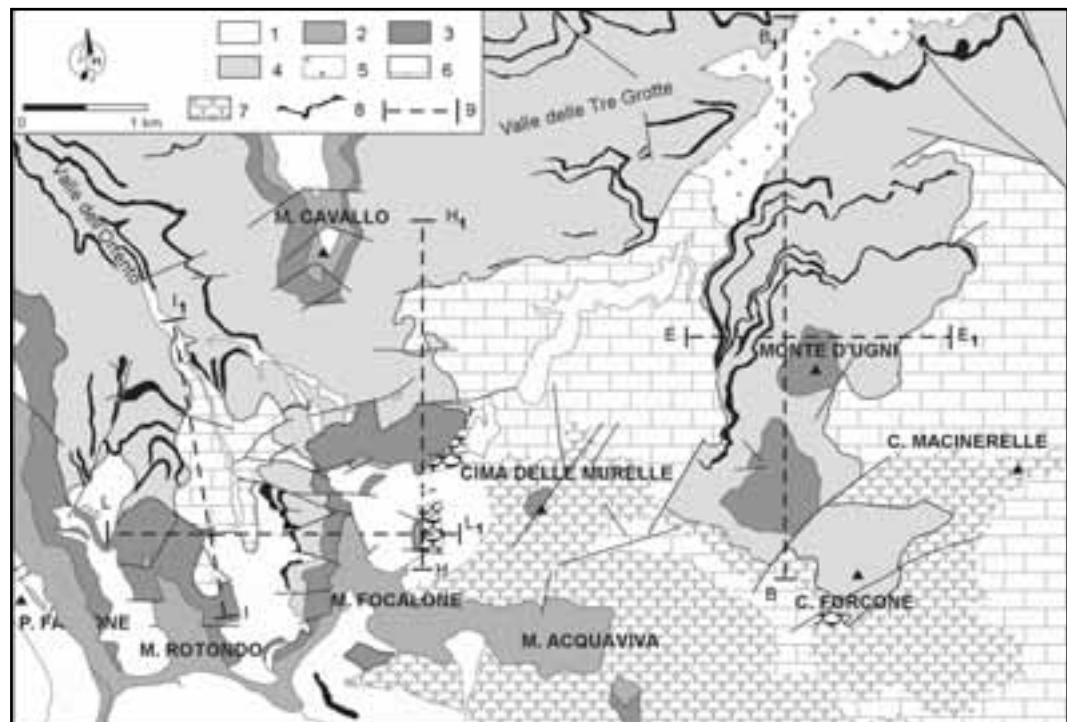 1 2 3
4 5 6
7 8 9
0 1 km
B1
Valle delle Tre Grotte
M. CAVALLO
H1
I1
E
E1
MONTE D'UGNI
C. MACINERELLE
CIMA DELLE MURELLE
L
L1
H
I
B
M. FOCALONE
C. FORCONE
M. ROTONDO
M. ACQUAVIVA